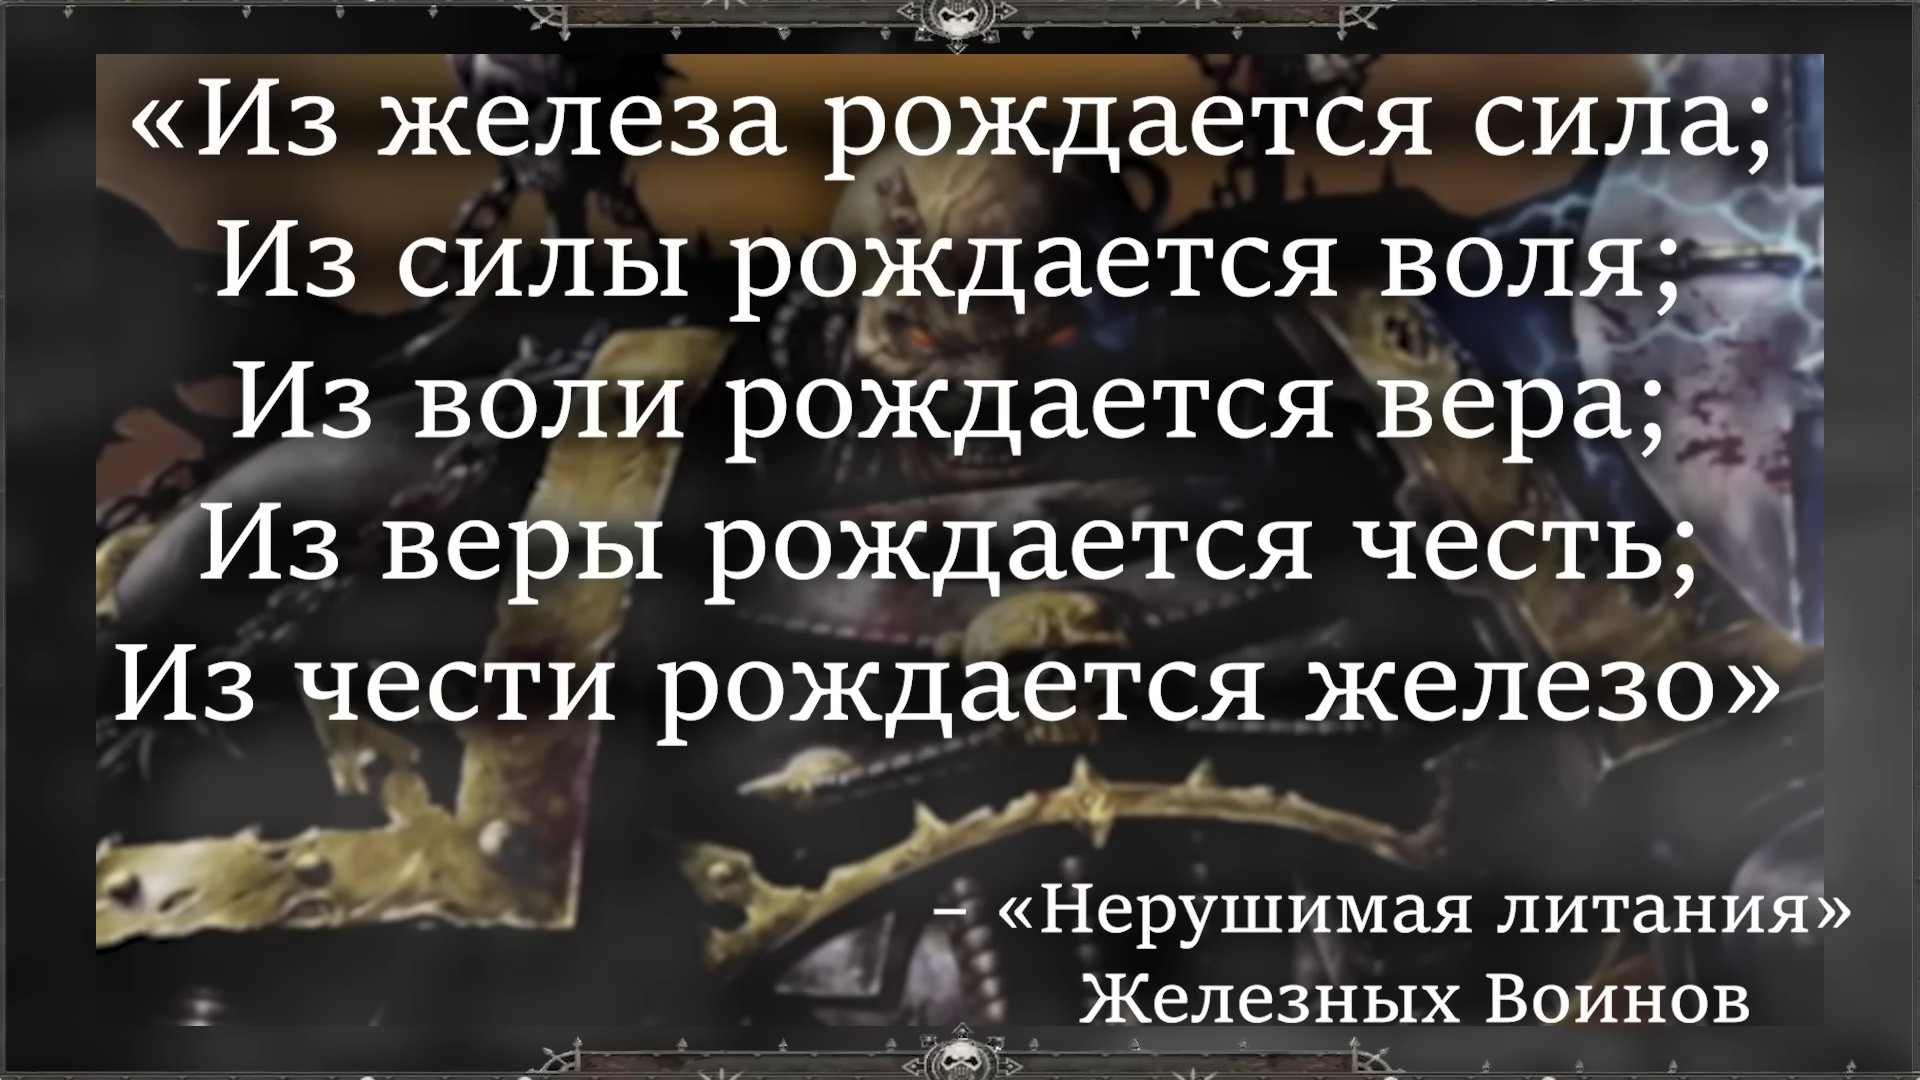 «Из железа рождается сила;
Из силы рождается воля;
Из воли рождается вера;
Из веры рождается честь;
Из чести рождается железо»
– «Нерушимая литания»
Железных Воинов